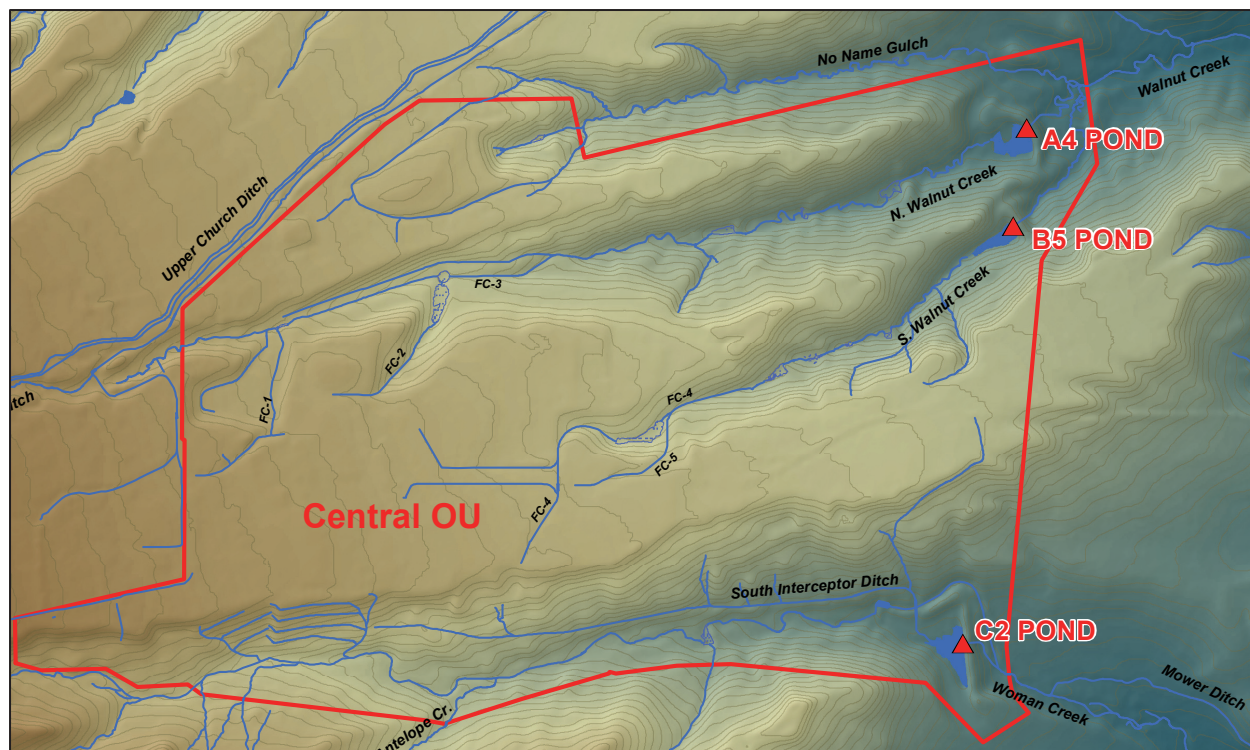 No Name Gulch
Walnut Creek
A4 POND
N. Walnut Creek
Upper Church Ditch
B5 POND
FC-3
S. Walnut Creek
FC-2
itch
FC-1
FC-4
FC-5
Central OU
FC-4
South Interceptor Ditch
C2 POND
Mower Ditch
Woman Creek
Antelope Cr.